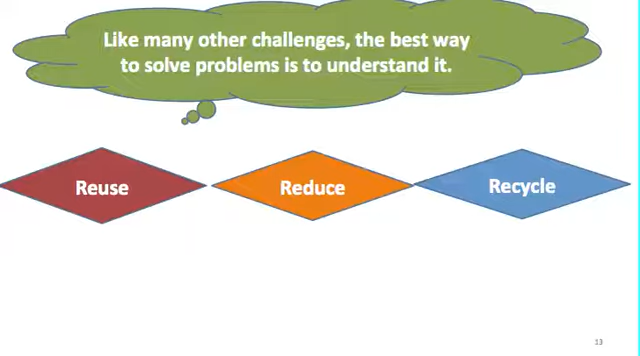 Like many other challenges, the best way
to solve problems is to understand it.
Reuse
Reduce
Recycle
13